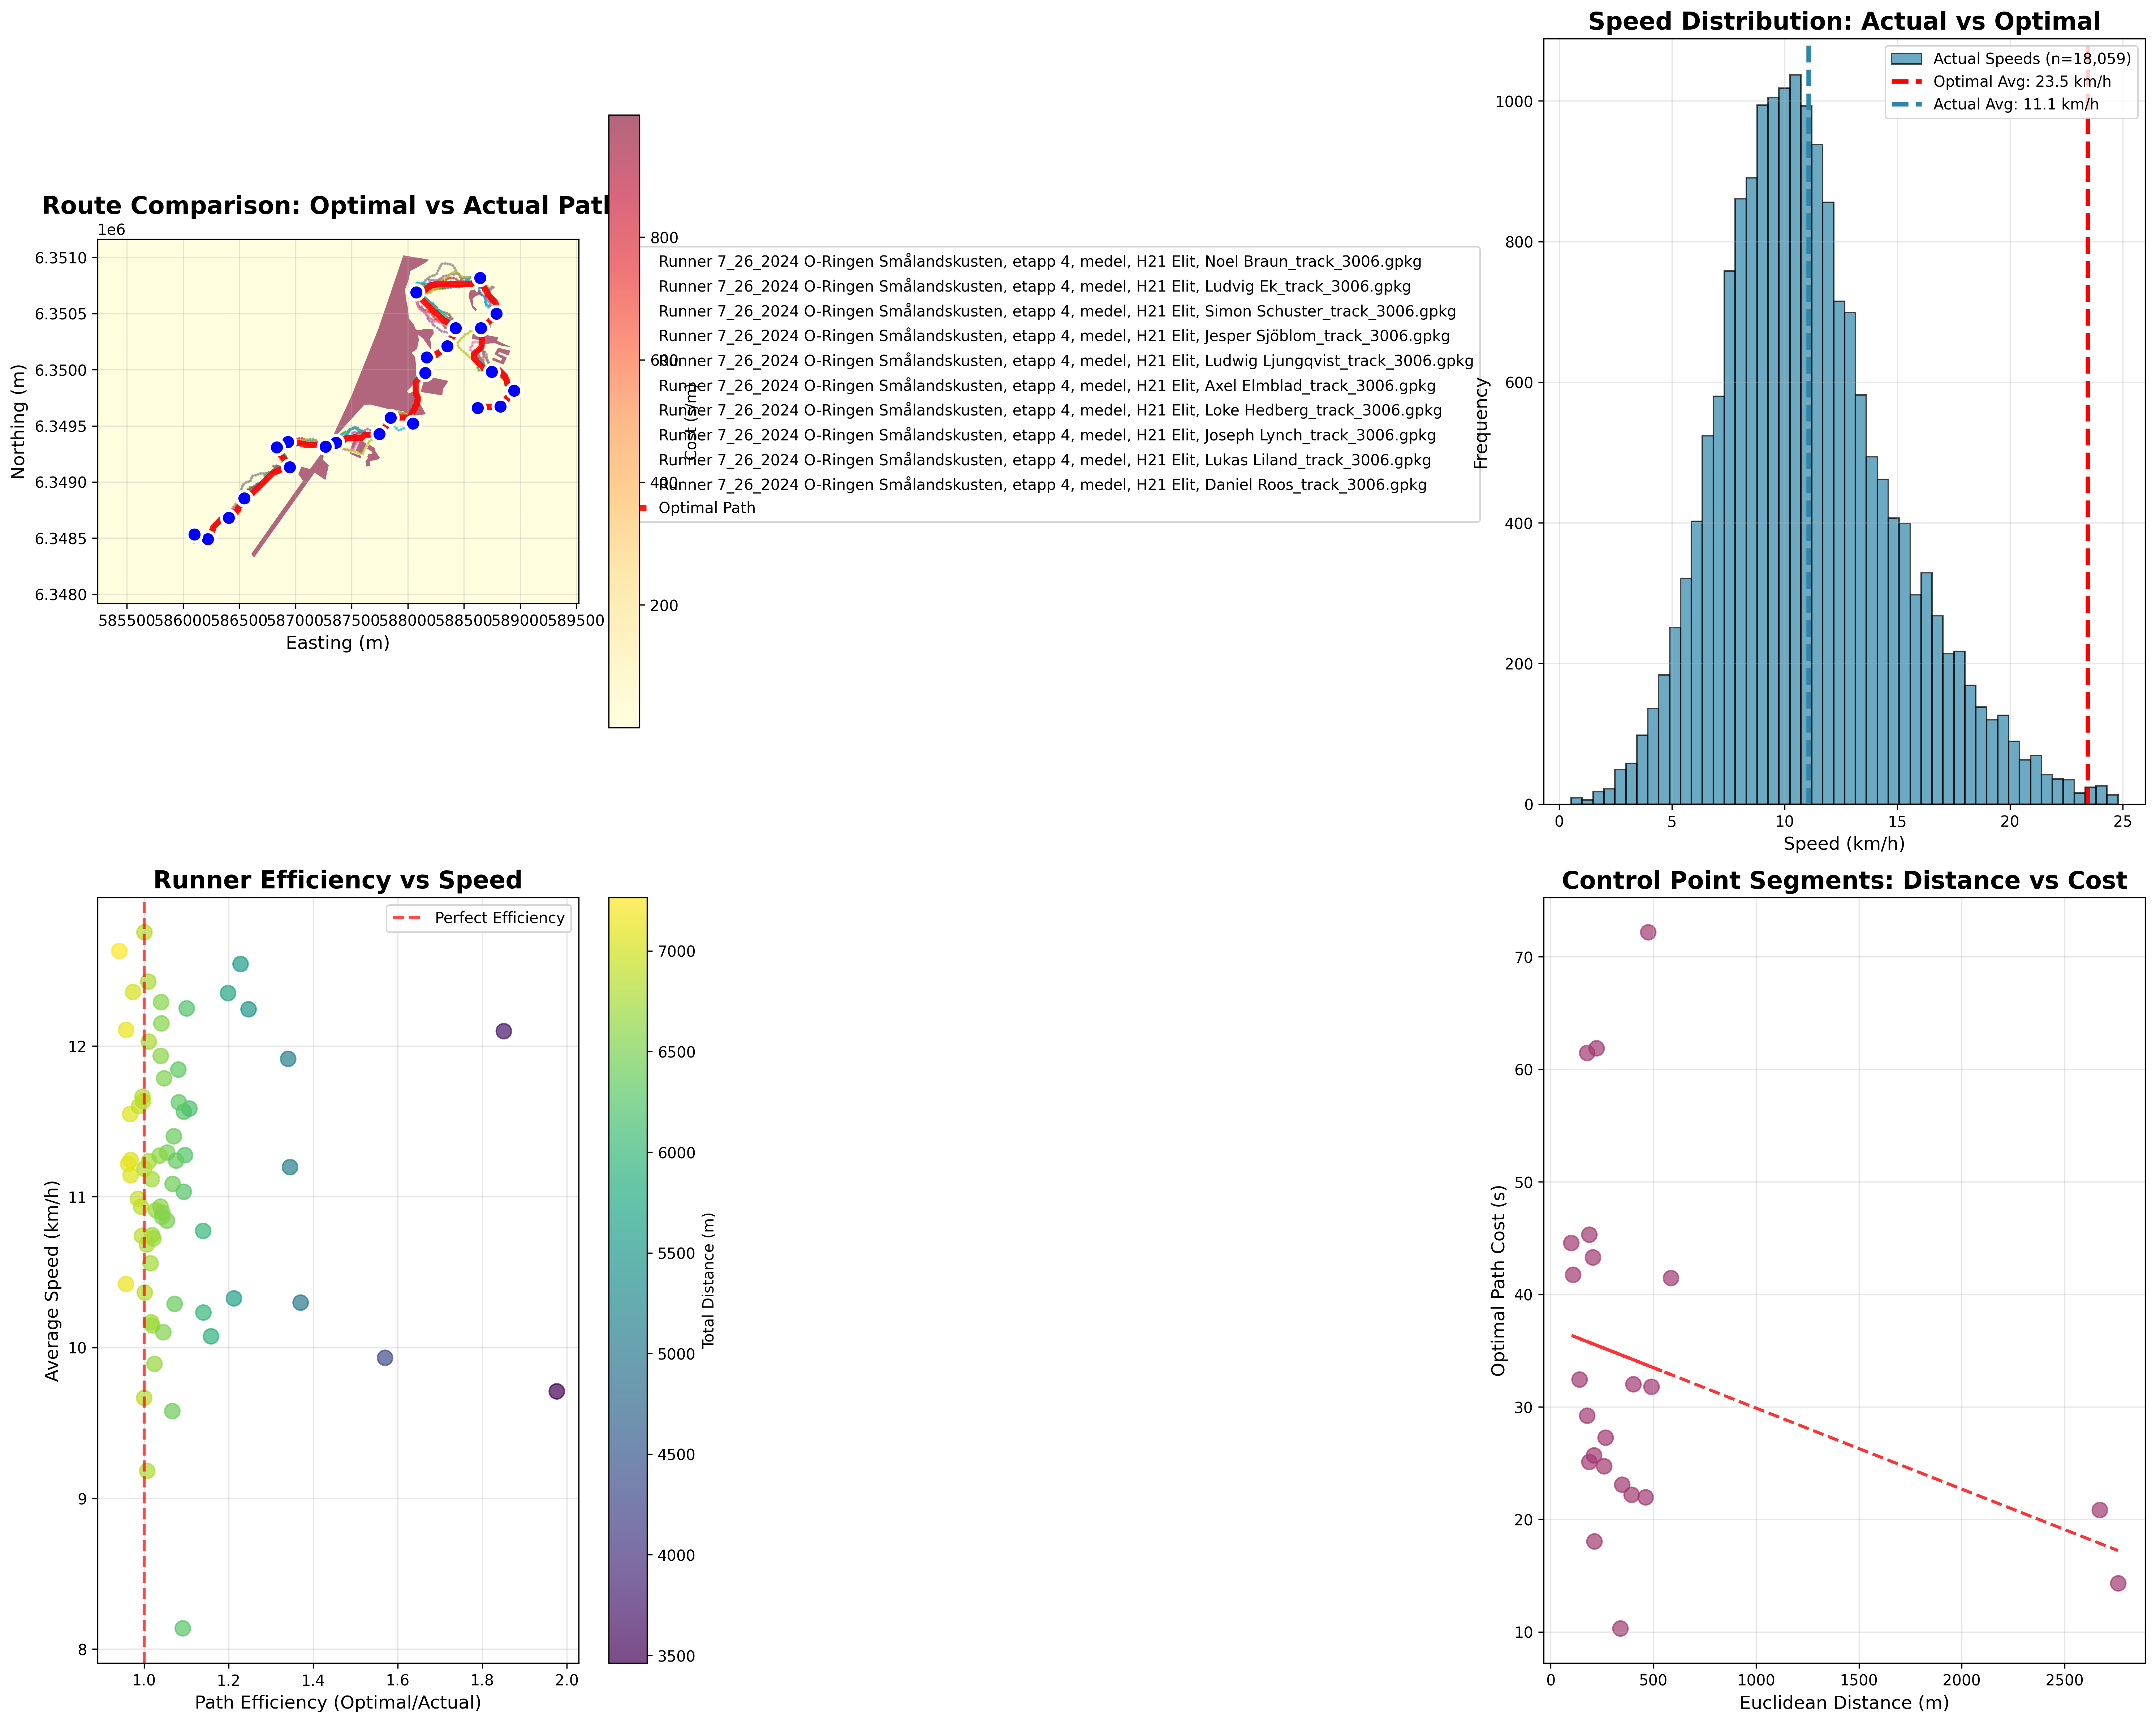 Route Comparison: Optimal vs Actual Path
1e6
6.3510
6.3505
6.3500
6.3495
6.3490
6.3485
6.3480
Northing (m)
585500 586000 586500 587000 587500 588000 588500 589000 589500
Easting (m)
800
600
400
200
Cost (s/m)
Runner 7_26_2024 O-Ringen Smålandskusten, etapp 4, medel, H21 Elit, Noel Braun_track_3006.gpkg
Runner 7_26_2024 O-Ringen Smålandskusten, etapp 4, medel, H21 Elit, Ludvig Ek_track_3006.gpkg
Runner 7_26_2024 O-Ringen Smålandskusten, etapp 4, medel, H21 Elit, Simon Schuster_track_3006.gpkg
Runner 7_26_2024 O-Ringen Smålandskusten, etapp 4, medel, H21 Elit, Jesper Sjöblom_track_3006.gpkg
Runner 7_26_2024 O-Ringen Smålandskusten, etapp 4, medel, H21 Elit, Ludwig Ljungqvist_track_3006.gpkg
Runner 7_26_2024 O-Ringen Smålandskusten, etapp 4, medel, H21 Elit, Axel Elmblad_track_3006.gpkg
Runner 7_26_2024 O-Ringen Smålandskusten, etapp 4, medel, H21 Elit, Loke Hedberg_track_3006.gpkg
Runner 7_26_2024 O-Ringen Smålandskusten, etapp 4, medel, H21 Elit, Joseph Lynch_track_3006.gpkg
Runner 7_26_2024 O-Ringen Smålandskusten, etapp 4, medel, H21 Elit, Lukas Liland_track_3006.gpkg
Runner 7_26_2024 O-Ringen Smålandskusten, etapp 4, medel, H21 Elit, Daniel Roos_track_3006.gpkg
Optimal Path
Speed Distribution: Actual vs Optimal
Actual Speeds (n=18,059)
Optimal Avg: 23.5 km/h
Actual Avg: 11.1 km/h
1000
800
600
400
200
0
Frequency
0 5 10 15 20 25
Speed (km/h)
Runner Efficiency vs Speed
Perfect Efficiency
12
11
10
9
8
Average Speed (km/h)
1.0 1.2 1.4 1.6 1.8 2.0
Path Efficiency (Optimal/Actual)
7000
6500
6000
5500
5000
4500
4000
3500
Total Distance (m)
Control Point Segments: Distance vs Cost
70
60
50
40
30
20
10
Optimal Path Cost (s)
0 500 1000 1500 2000 2500
Euclidean Distance (m)